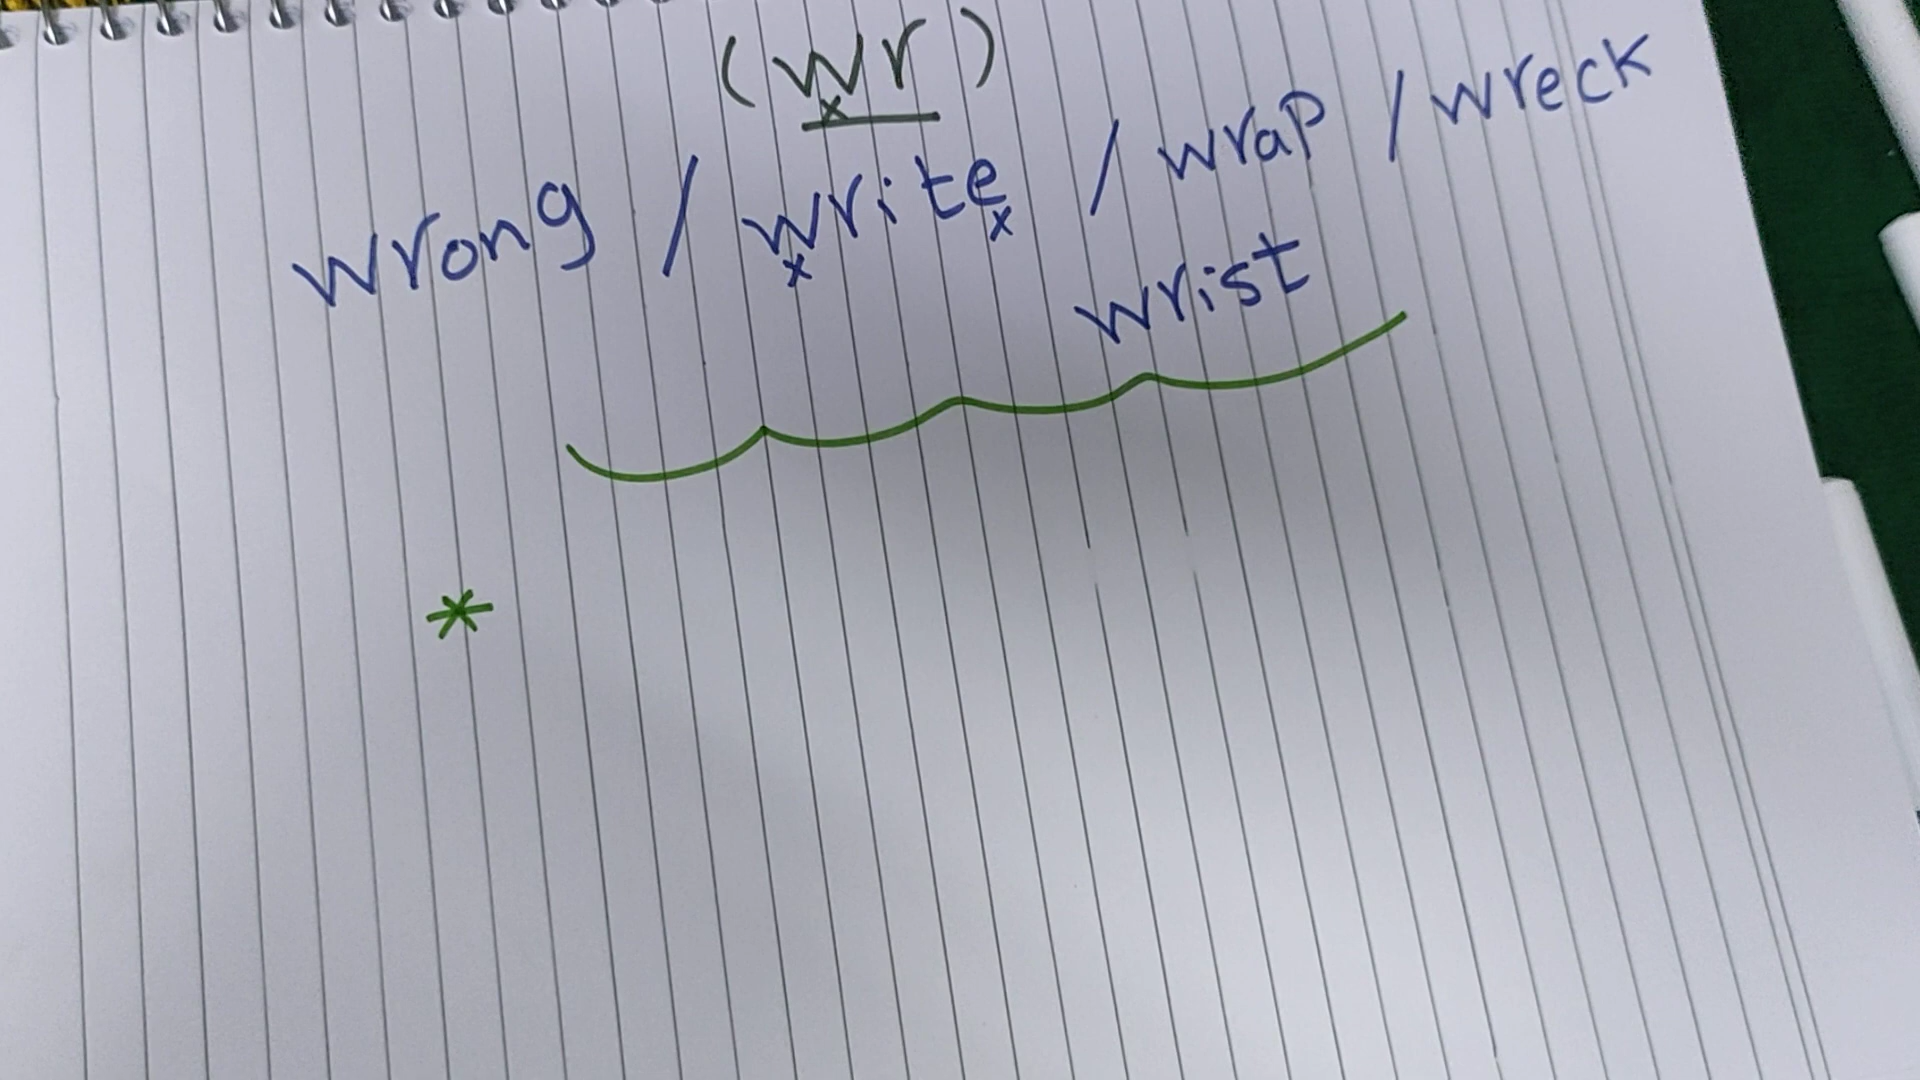 (wr)
wrong / write / wrap / wreck
wrist
*